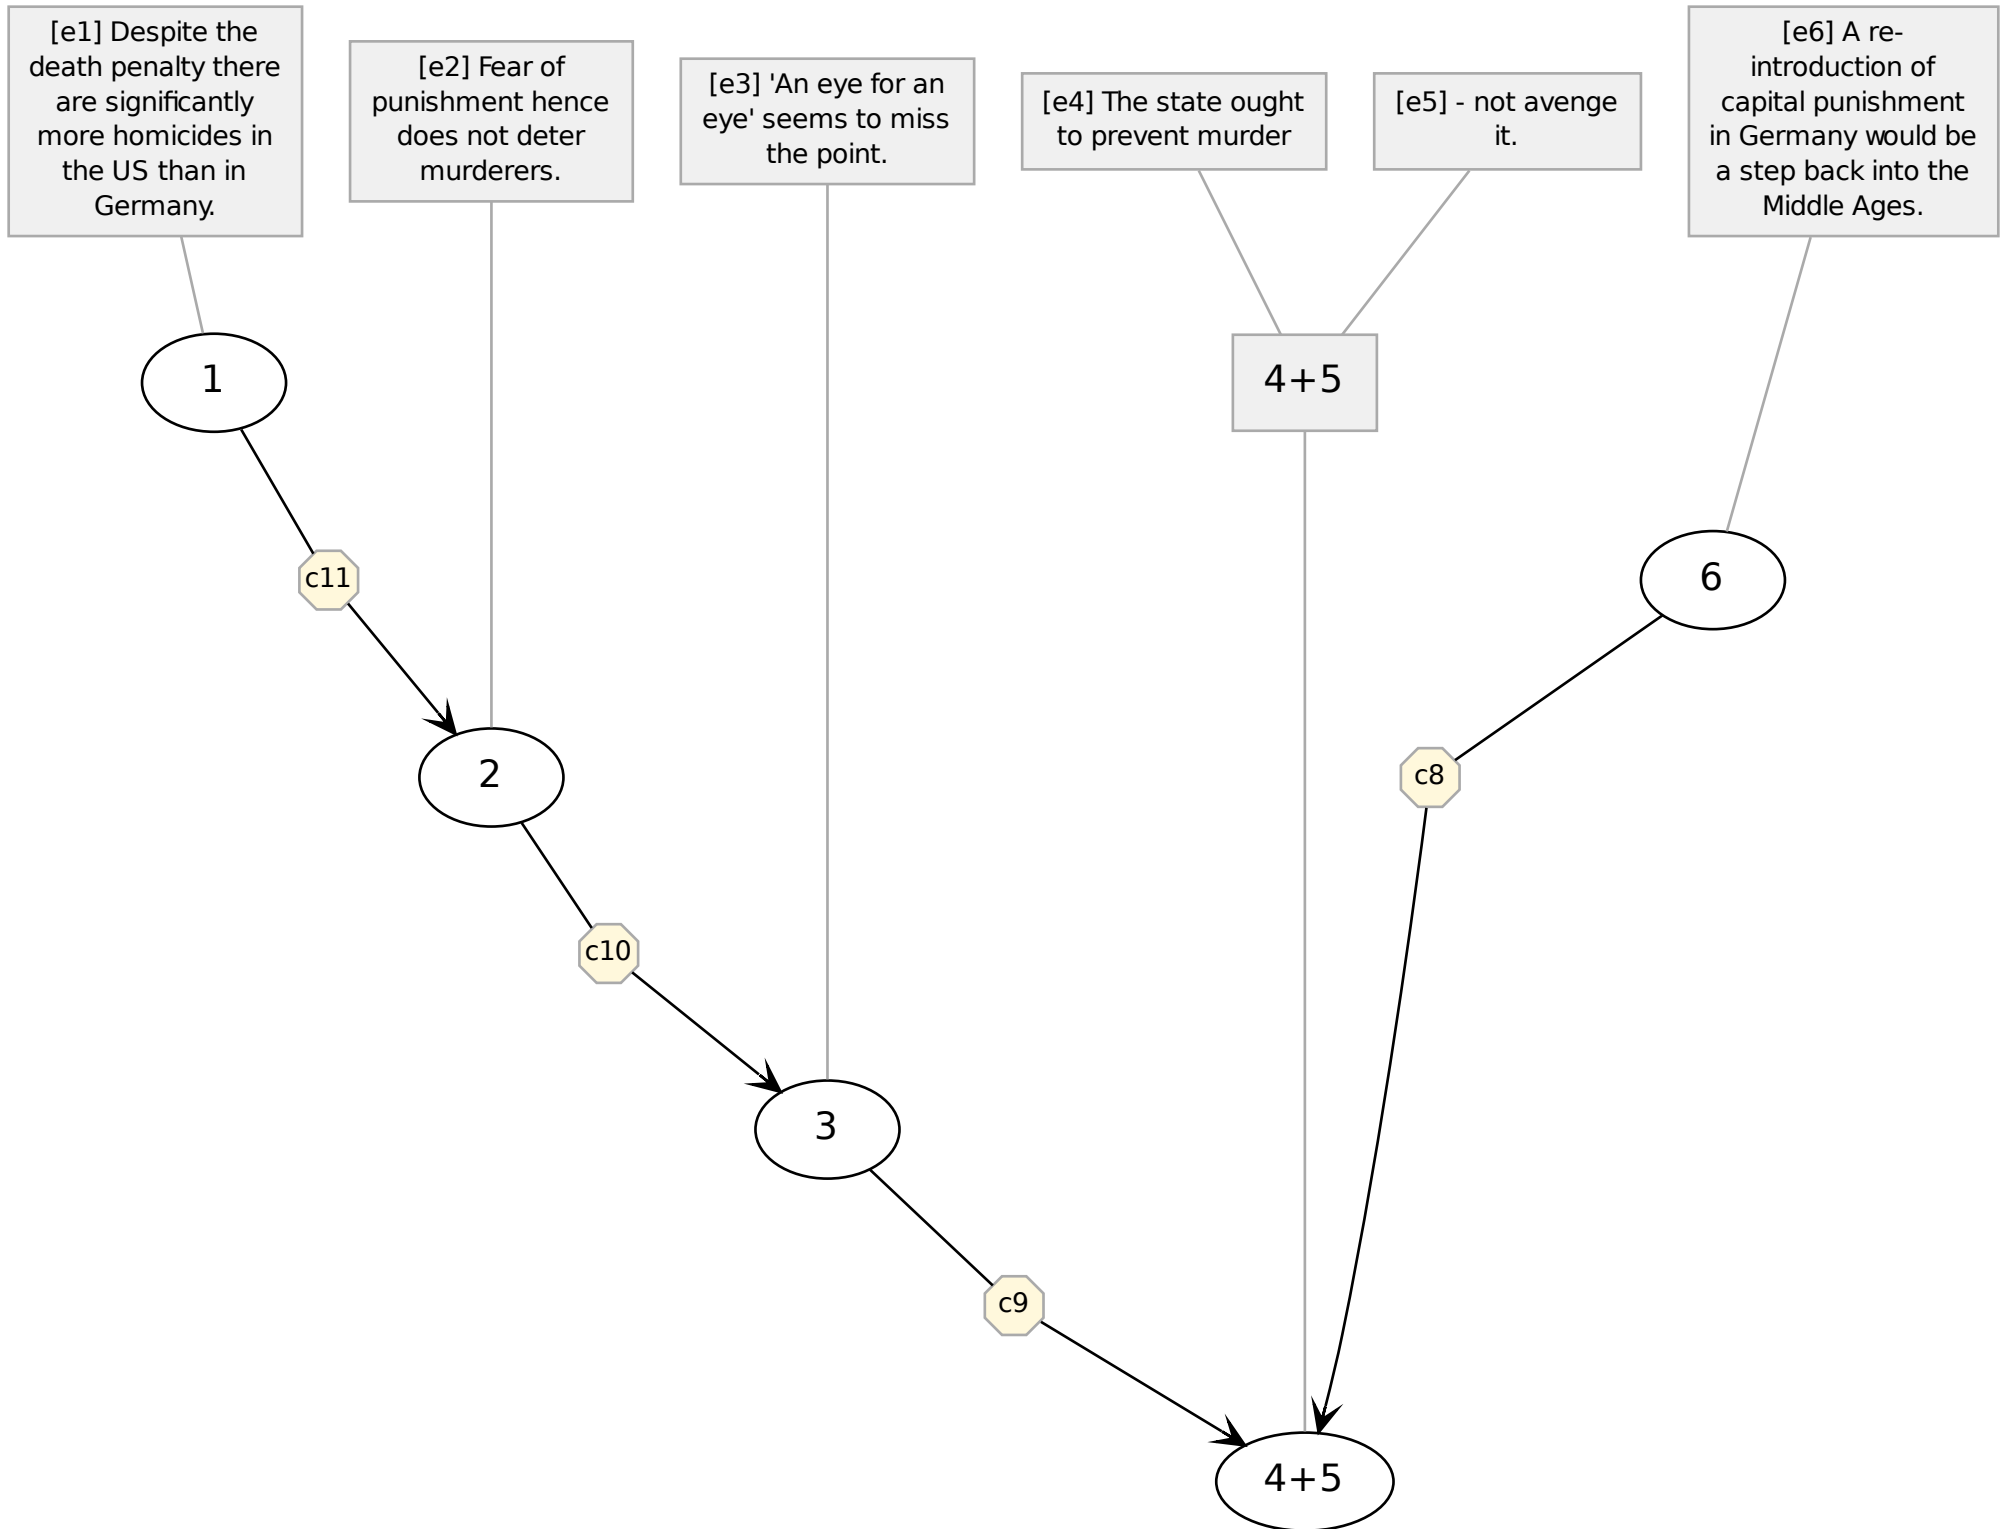 [e1] Despite the
death penalty there
are significantly
more homicides in
the US than in
Germany.
[e2] Fear of
punishment hence
does not deter
murderers.
[e3] 'An eye for an
eye' seems to miss
the point.
[e4] The state ought
to prevent murder
[e5] - not avenge
it.
[e6] A re-
introduction of
capital punishment
in Germany would be
a step back into the
Middle Ages.
1
4+5
c11
6
2
c8
c10
3
c9
4+5